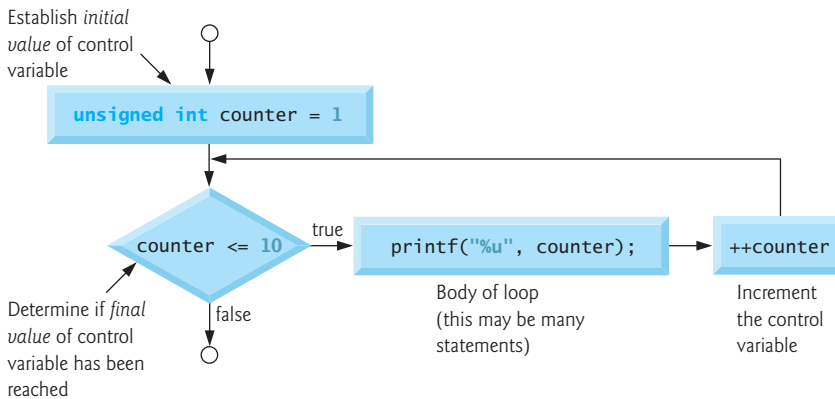 Establish initial
value of control
variable
unsigned int counter = 1
counter <= 10
true
printf("%u", counter);
++counter
Determine if final
value of control
variable has been
reached
false
Body of loop
(this may be many
statements)
Increment
the control
variable